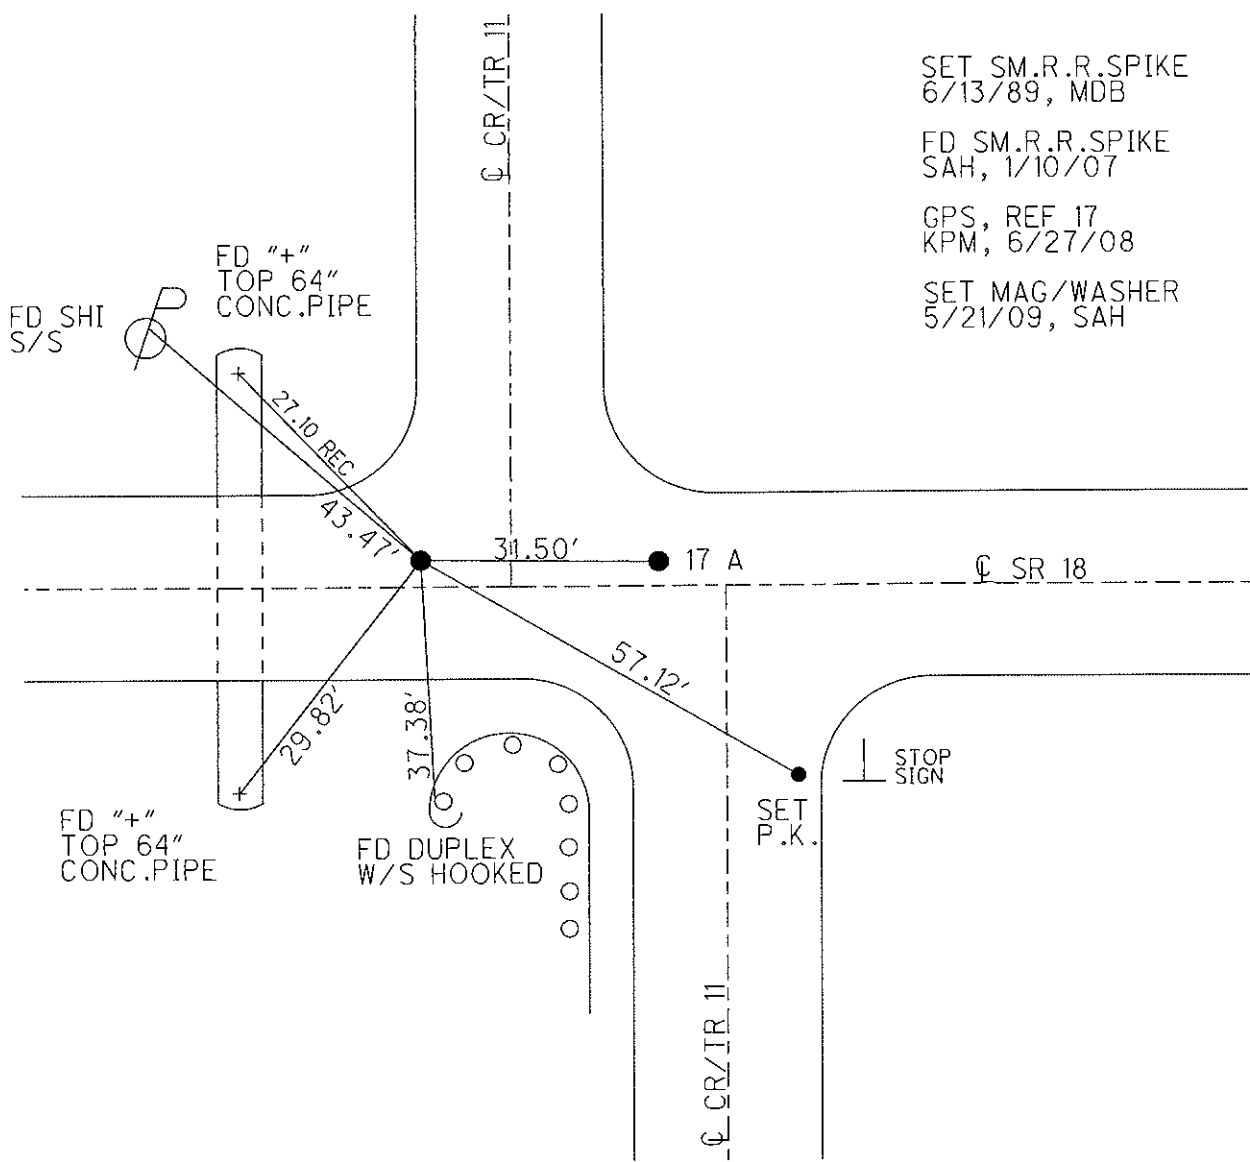 ℄ CR/TR 11
SET SM.R.R.SPIKE
6/13/89, MDB
FD SM.R.R.SPIKE
SAH, 1/10/07
GPS, REF 17
KPM, 6/27/08
SET MAG/WASHER
5/21/09, SAH
FD "+"
TOP 64"
CONC.PIPE
FD SHI
S/S
27.10 REC
43.47'
31.50'
17 A
℄ SR 18
57.12'
29.82'
37.38'
STOP
SIGN
SET
P.K.
FD "+"
TOP 64"
CONC.PIPE
FD DUPLEX
W/S HOOKED
℄ CR/TR 11